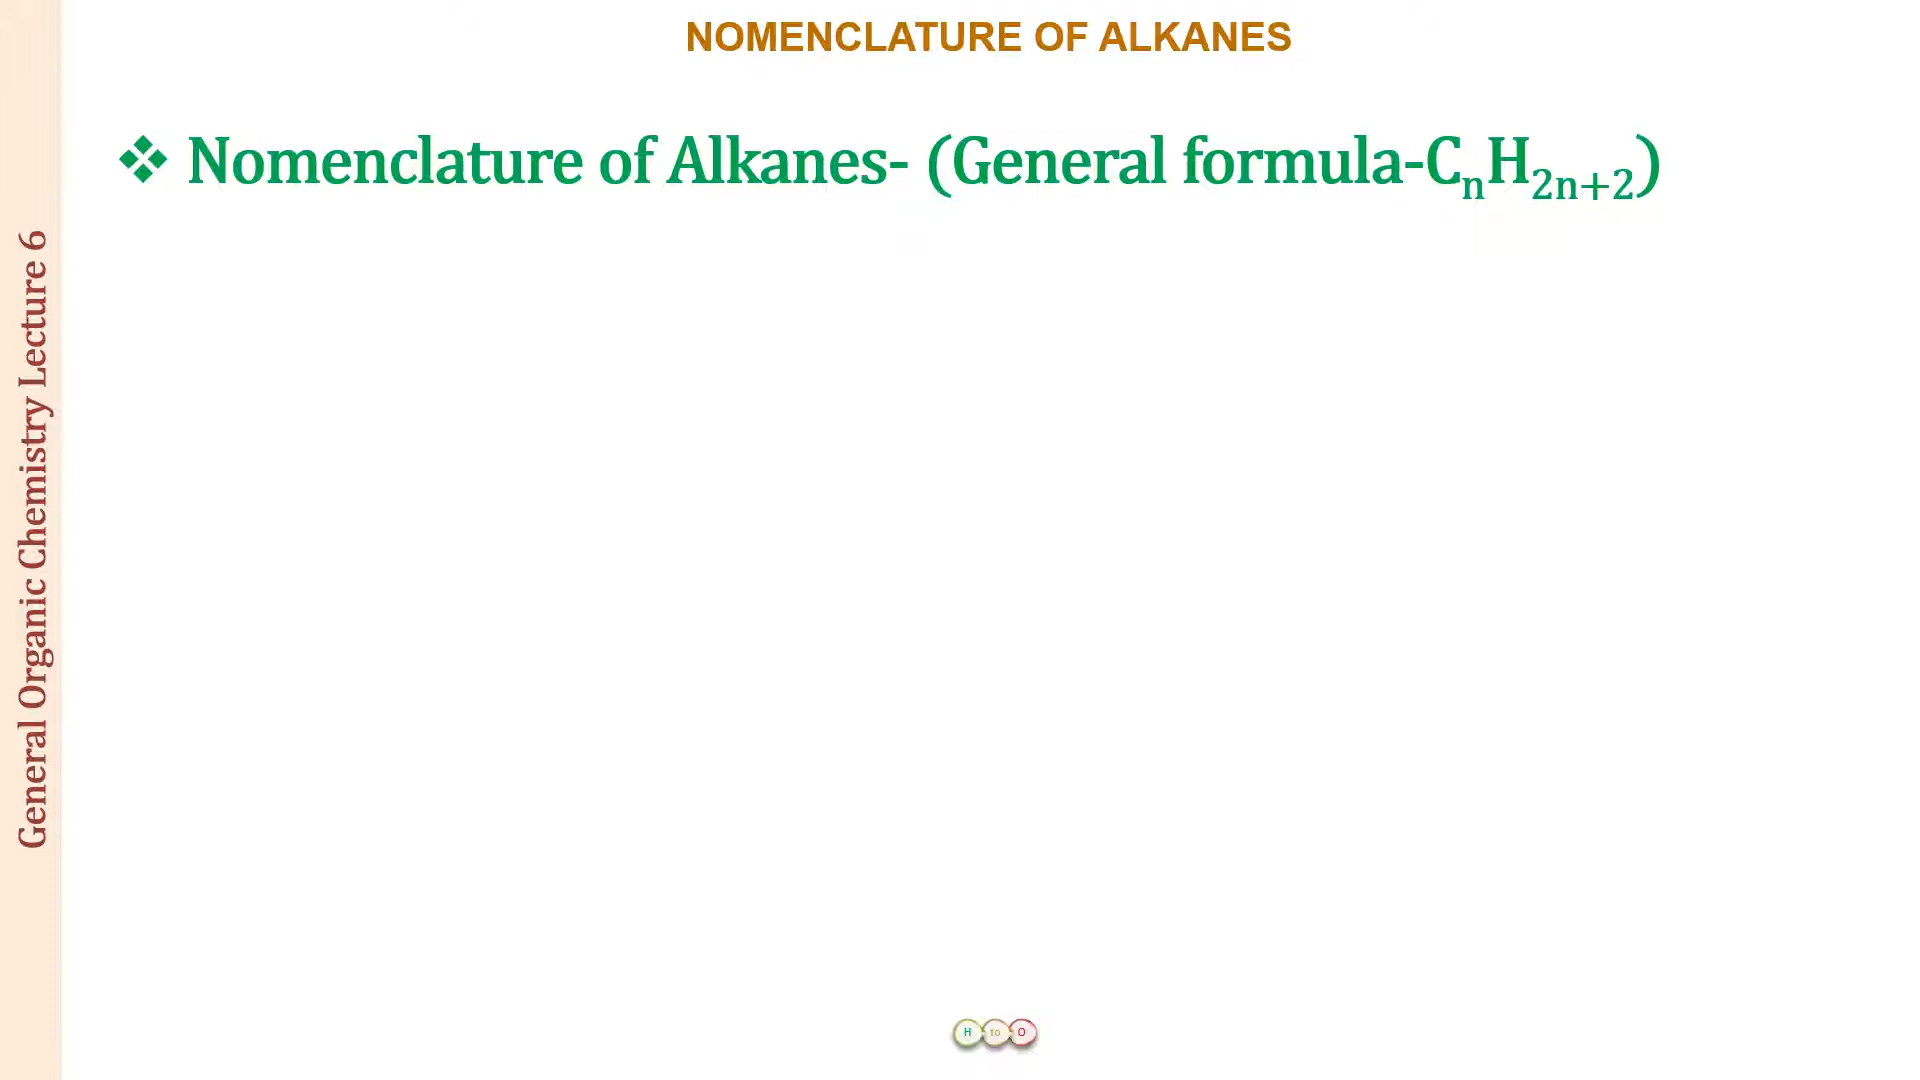 NOMENCLATURE OF ALKANES
❖ Nomenclature of Alkanes- (General formula-CₙH₂ₙ₊₂)
General Organic Chemistry Lecture 6
H to O